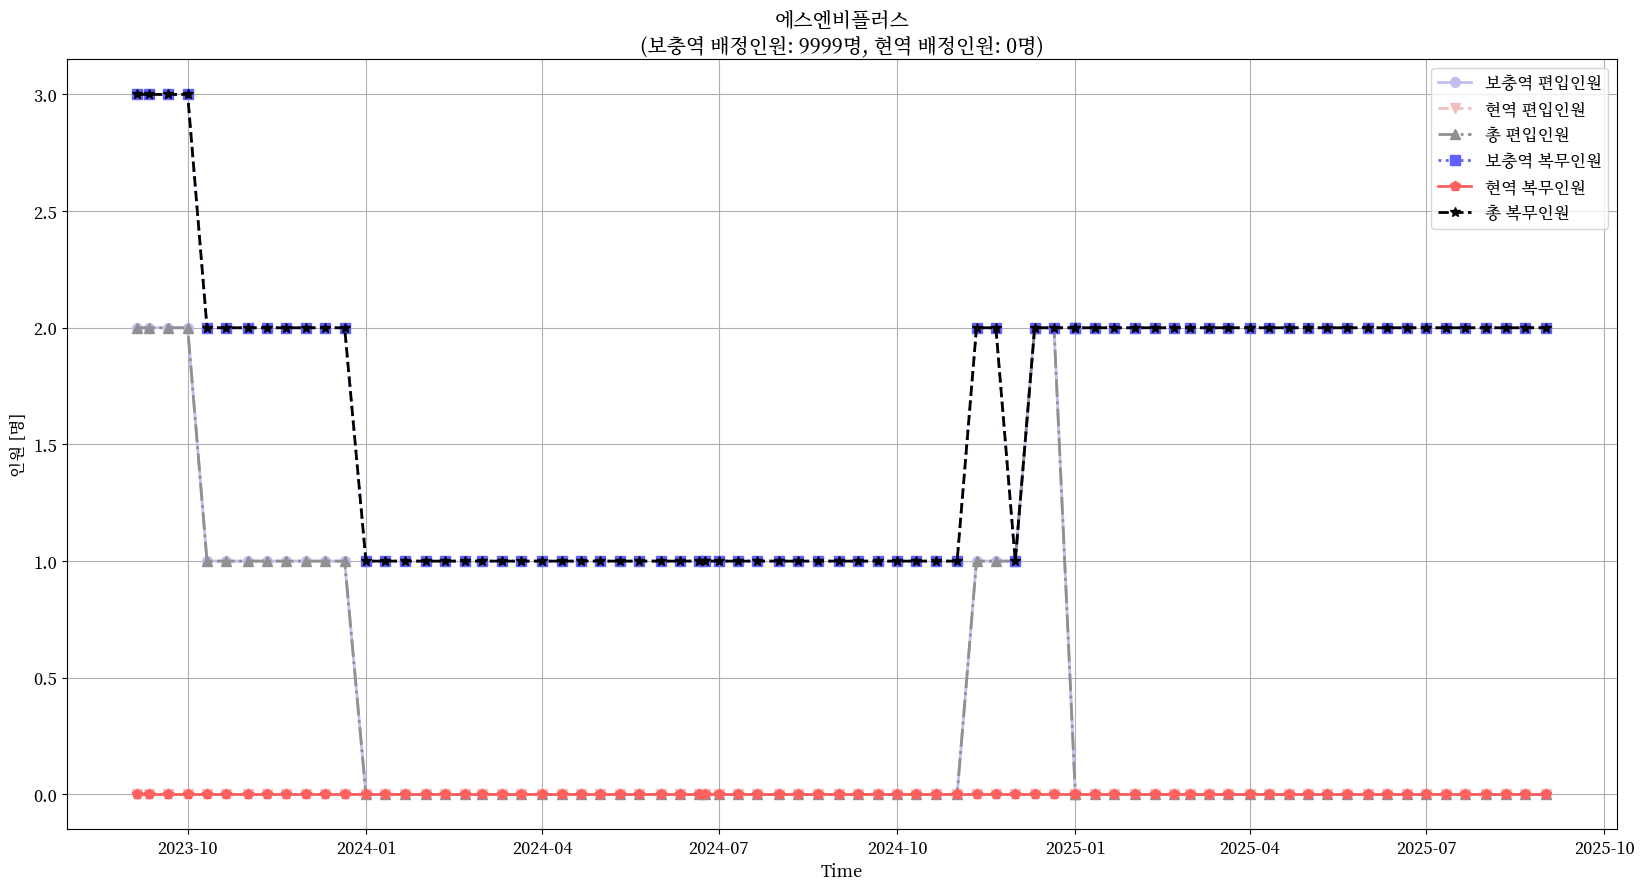 에스엔비플러스
(보충역 배정인원: 9999명, 현역 배정인원: 0명)
보충역 편입인원
현역 편입인원
총 편입인원
보충역 복무인원
현역 복무인원
총 복무인원
인원 [명]
3.0
2.5
2.0
1.5
1.0
0.5
0.0
2023-10
2024-01
2024-04
2024-07
2024-10
2025-01
2025-04
2025-07
2025-10
Time